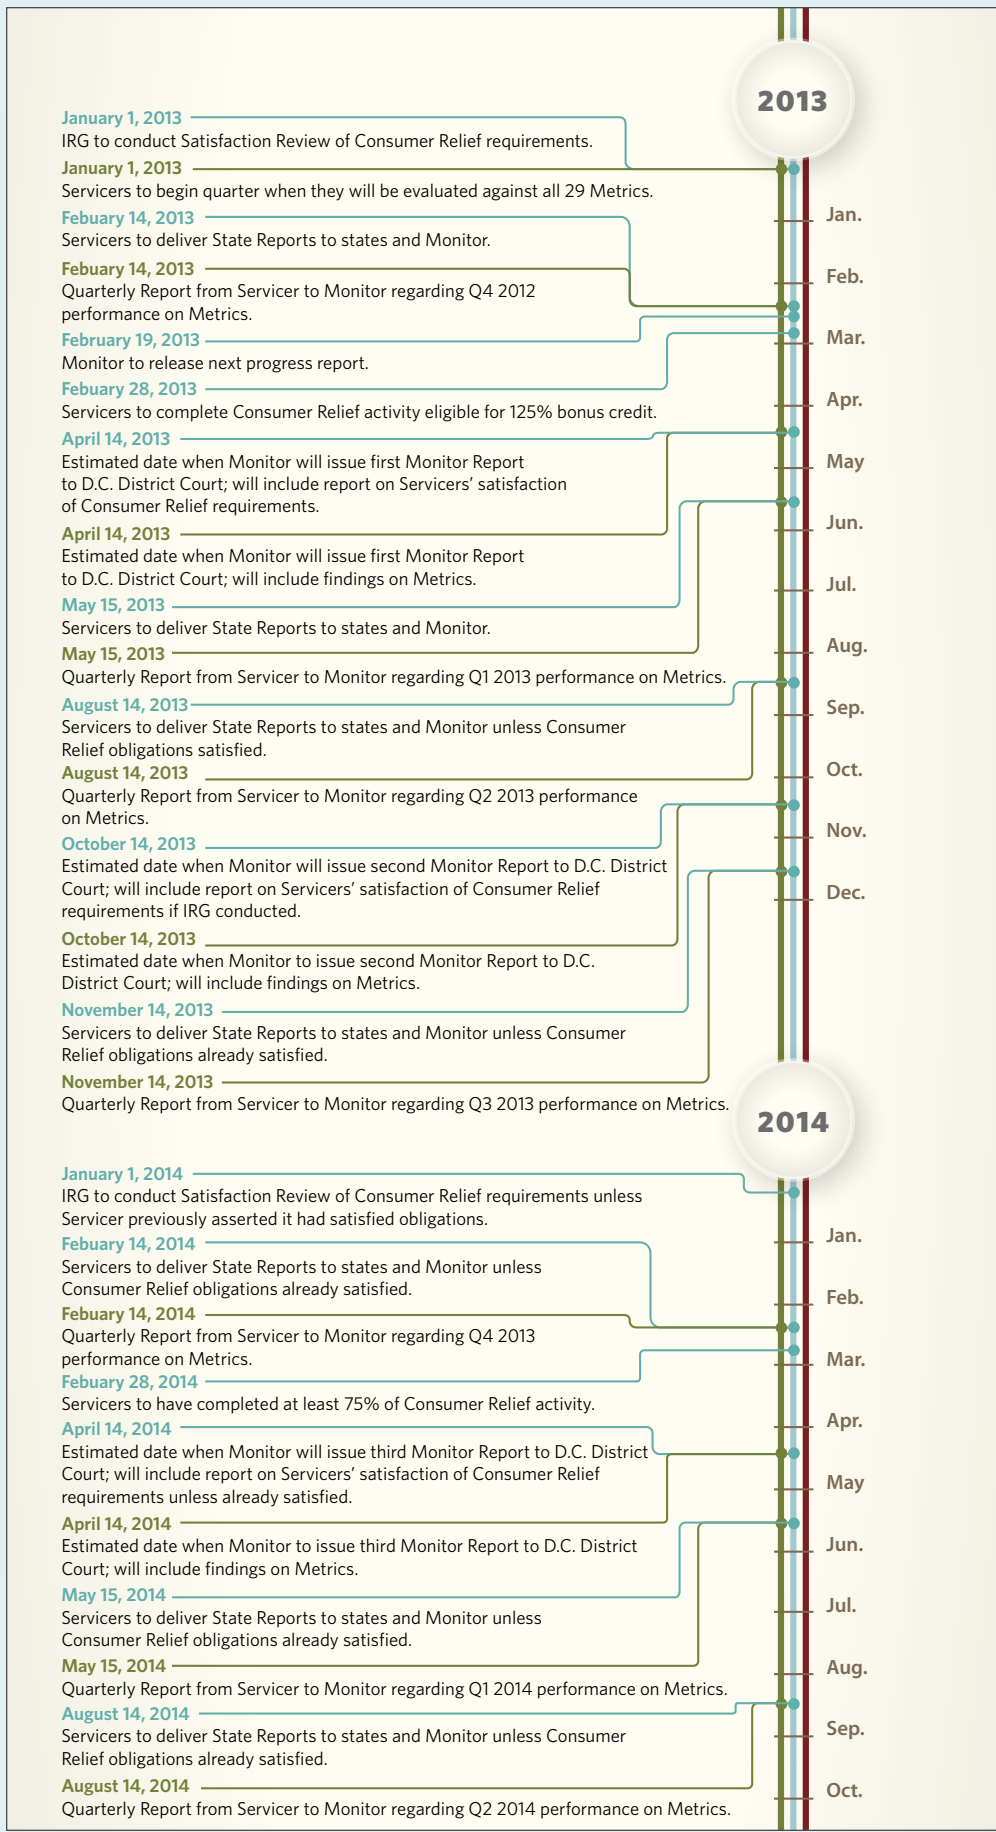 2013
January 1, 2013
IRG to conduct Satisfaction Review of Consumer Relief requirements.
January 1, 2013
Servicers to begin quarter when they will be evaluated against all 29 Metrics.
Febuary 14, 2013
Servicers to deliver State Reports to states and Monitor.
Febuary 14, 2013
Quarterly Report from Servicer to Monitor regarding Q4 2012
performance on Metrics.
February 19, 2013
Monitor to release next progress report.
Febuary 28, 2013
Servicers to complete Consumer Relief activity eligible for 125% bonus credit.
April 14, 2013
Estimated date when Monitor will issue first Monitor Report
to D.C. District Court; will include report on Servicers’ satisfaction
of Consumer Relief requirements.
April 14, 2013
Estimated date when Monitor will issue first Monitor Report
to D.C. District Court; will include findings on Metrics.
May 15, 2013
Servicers to deliver State Reports to states and Monitor.
May 15, 2013
Quarterly Report from Servicer to Monitor regarding Q1 2013 performance on Metrics.
August 14, 2013
Servicers to deliver State Reports to states and Monitor unless Consumer
Relief obligations satisfied.
August 14, 2013
Quarterly Report from Servicer to Monitor regarding Q2 2013 performance
on Metrics.
October 14, 2013
Estimated date when Monitor will issue second Monitor Report to D.C. District
Court; will include report on Servicers’ satisfaction of Consumer Relief
requirements if IRG conducted.
October 14, 2013
Estimated date when Monitor to issue second Monitor Report to D.C.
District Court; will include findings on Metrics.
November 14, 2013
Servicers to deliver State Reports to states and Monitor unless Consumer
Relief obligations already satisfied.
November 14, 2013
Quarterly Report from Servicer to Monitor regarding Q3 2013 performance on Metrics.
Jan.
Feb.
Mar.
Apr.
May
Jun.
Jul.
Aug.
Sep.
Oct.
Nov.
Dec.
2014
January 1, 2014
IRG to conduct Satisfaction Review of Consumer Relief requirements unless
Servicer previously asserted it had satisfied obligations.
Febuary 14, 2014
Servicers to deliver State Reports to states and Monitor unless
Consumer Relief obligations already satisfied.
Febuary 14, 2014
Quarterly Report from Servicer to Monitor regarding Q4 2013
performance on Metrics.
Febuary 28, 2014
Servicers to have completed at least 75% of Consumer Relief activity.
April 14, 2014
Estimated date when Monitor will issue third Monitor Report to D.C. District
Court; will include report on Servicers’ satisfaction of Consumer Relief
requirements unless already satisfied.
April 14, 2014
Estimated date when Monitor to issue third Monitor Report to D.C. District
Court; will include findings on Metrics.
May 15, 2014
Servicers to deliver State Reports to states and Monitor unless
Consumer Relief obligations already satisfied.
May 15, 2014
Quarterly Report from Servicer to Monitor regarding Q1 2014 performance on Metrics.
August 14, 2014
Servicers to deliver State Reports to states and Monitor unless Consumer
Relief obligations already satisfied.
August 14, 2014
Quarterly Report from Servicer to Monitor regarding Q2 2014 performance on Metrics.
Jan.
Feb.
Mar.
Apr.
May
Jun.
Jul.
Aug.
Sep.
Oct.